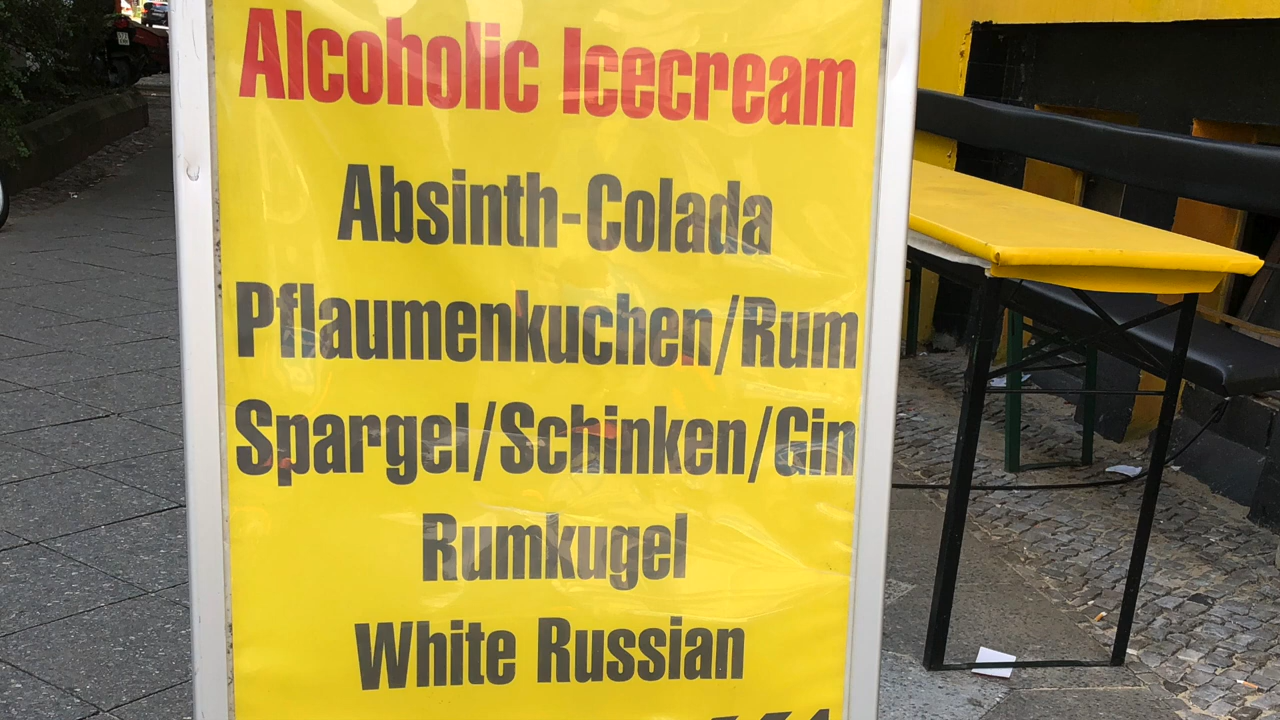 Alcoholic Icecream
Absinth-Colada
Pflaumenkuchen/Rum
Spargel/Schinken/Gin
Rumkugel
White Russian